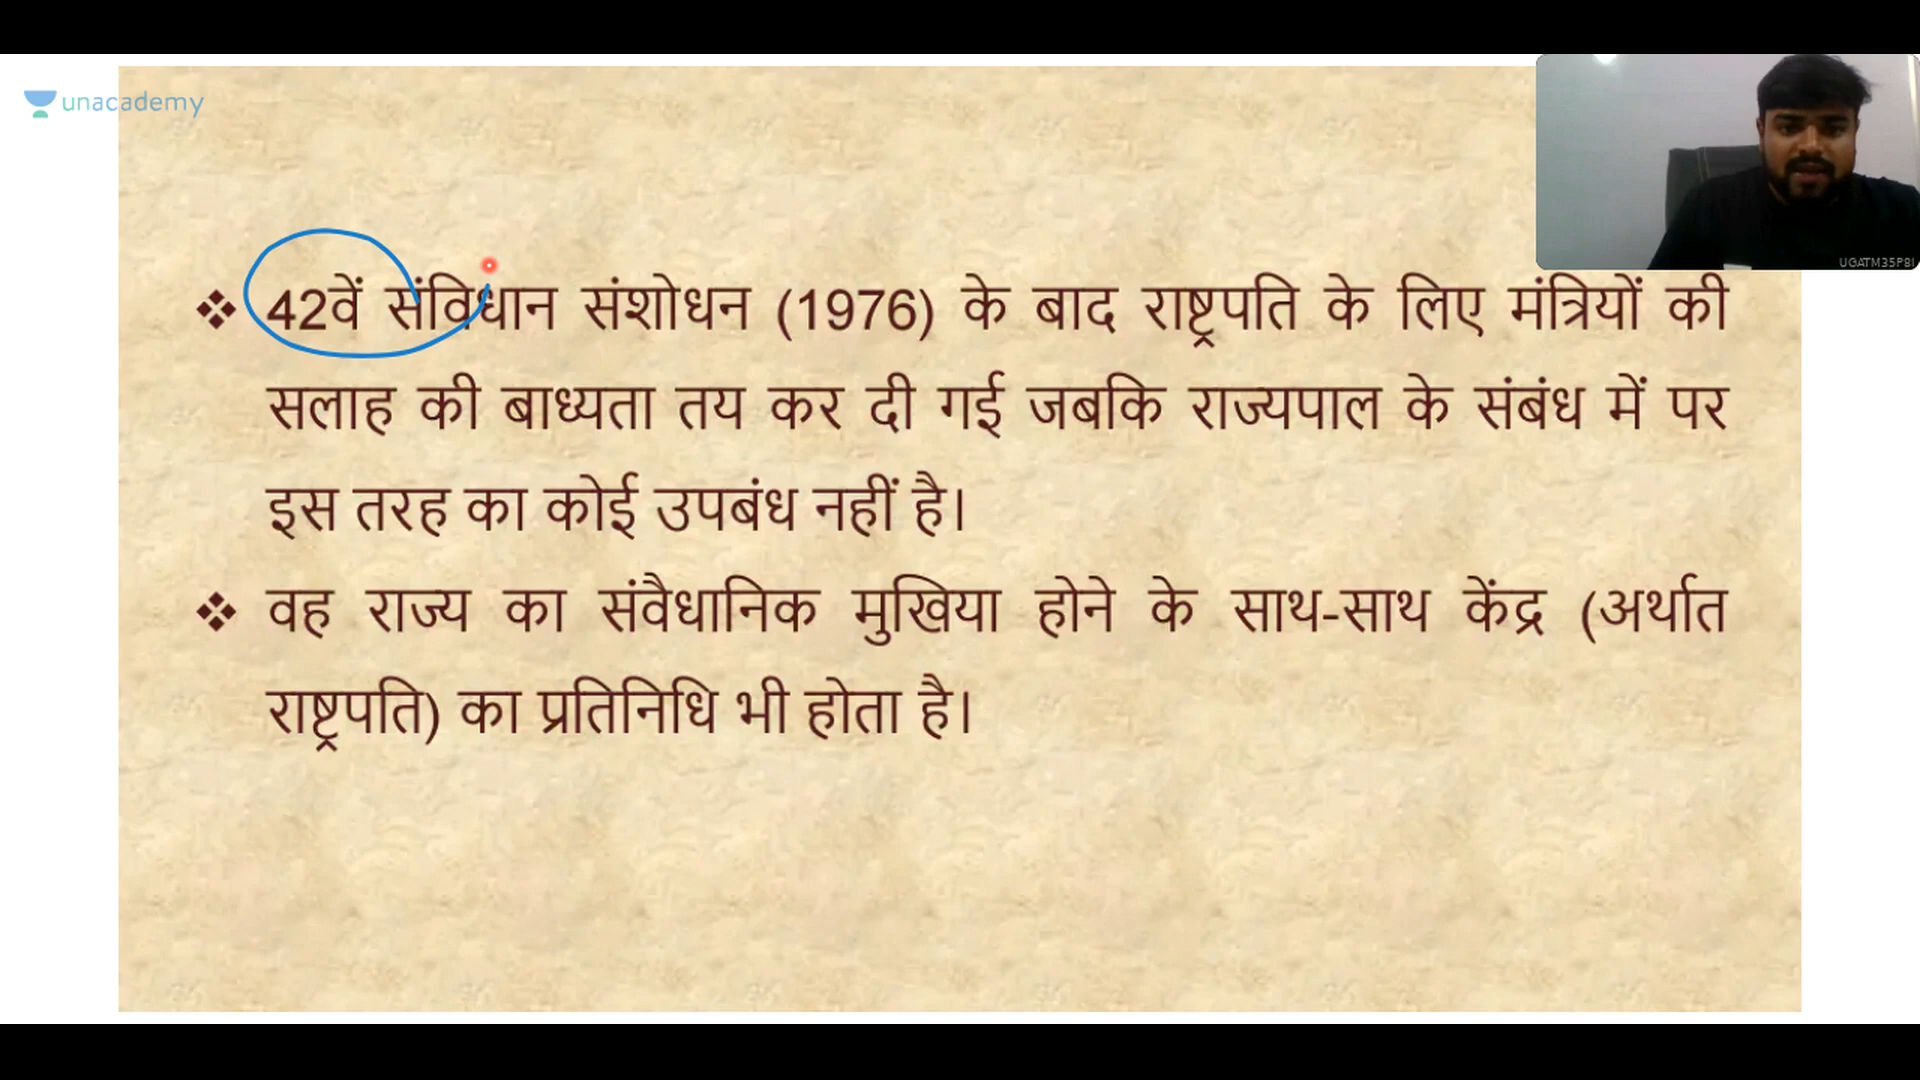 unacademy
UGATM35P8I
❖ 42वें संविधान संशोधन (1976) के बाद राष्ट्रपति के लिए मंत्रियों की
सलाह की बाध्यता तय कर दी गई जबकि राज्यपाल के संबंध में पर
इस तरह का कोई उपबंध नहीं है।
❖ वह राज्य का संवैधानिक मुखिया होने के साथ-साथ केंद्र (अर्थात
राष्ट्रपति) का प्रतिनिधि भी होता है।